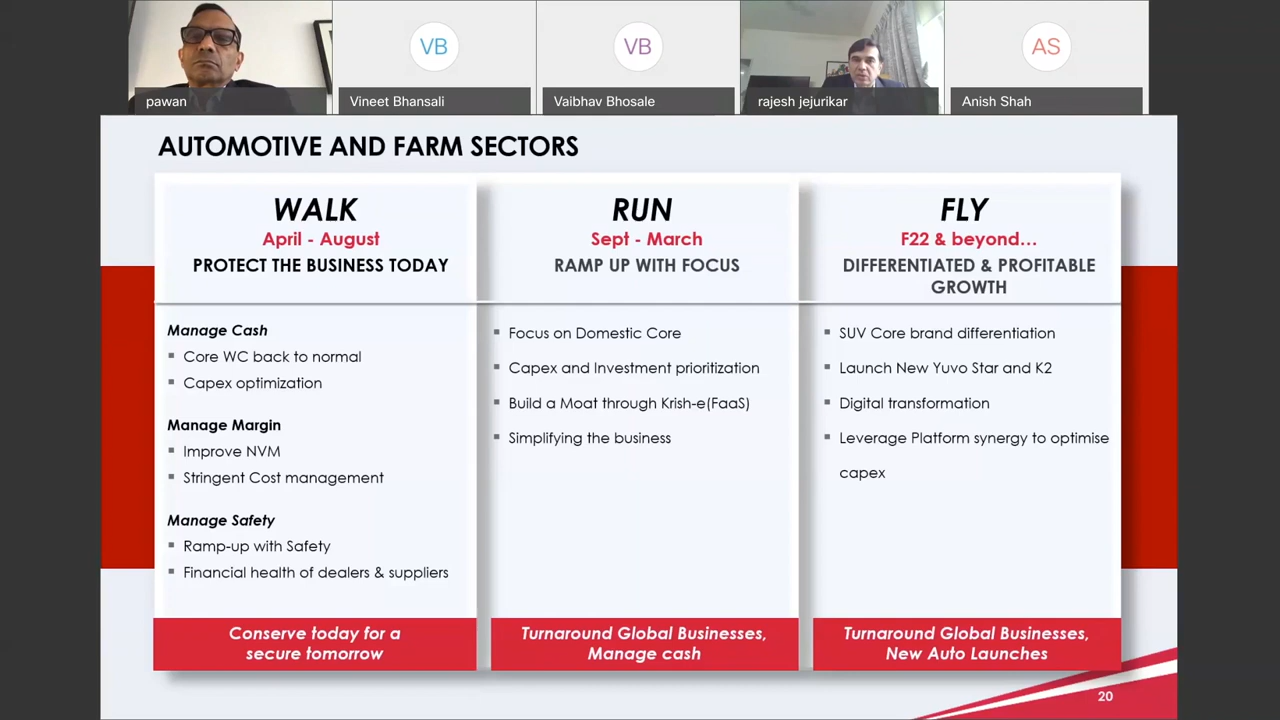 VB
VB
AS
pawan
Vineet Bhansali
Vaibhav Bhosale
rajesh jejurikar
Anish Shah
AUTOMOTIVE AND FARM SECTORS
WALK
April - August
PROTECT THE BUSINESS TODAY
Manage Cash
Core WC back to normal
Capex optimization
Manage Margin
Improve NVM
Stringent Cost management
Manage Safety
Ramp-up with Safety
Financial health of dealers & suppliers
Conserve today for a
secure tomorrow
RUN
Sept - March
RAMP UP WITH FOCUS
Focus on Domestic Core
Capex and Investment prioritization
Build a Moat through Krish-e(FaaS)
Simplifying the business
Turnaround Global Businesses,
Manage cash
FLY
F22 & beyond...
DIFFERENTIATED & PROFITABLE
GROWTH
SUV Core brand differentiation
Launch New Yuvo Star and K2
Digital transformation
Leverage Platform synergy to optimise
capex
Turnaround Global Businesses,
New Auto Launches
20